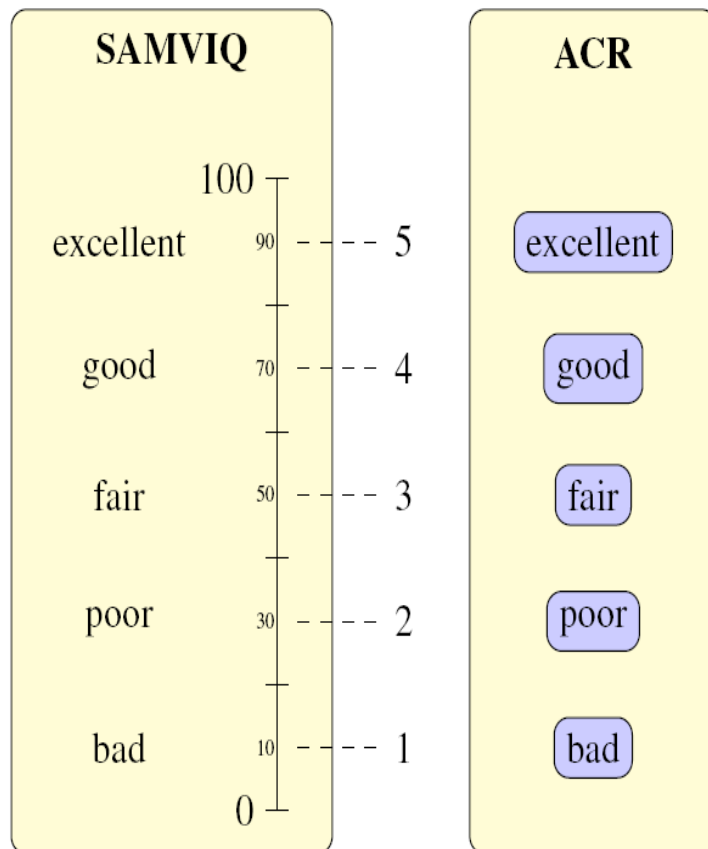 SAMVIQ ACR
100
excellent 90 5 excellent
good 70 4 good
fair 50 3 fair
poor 30 2 poor
bad 10 1 bad
0